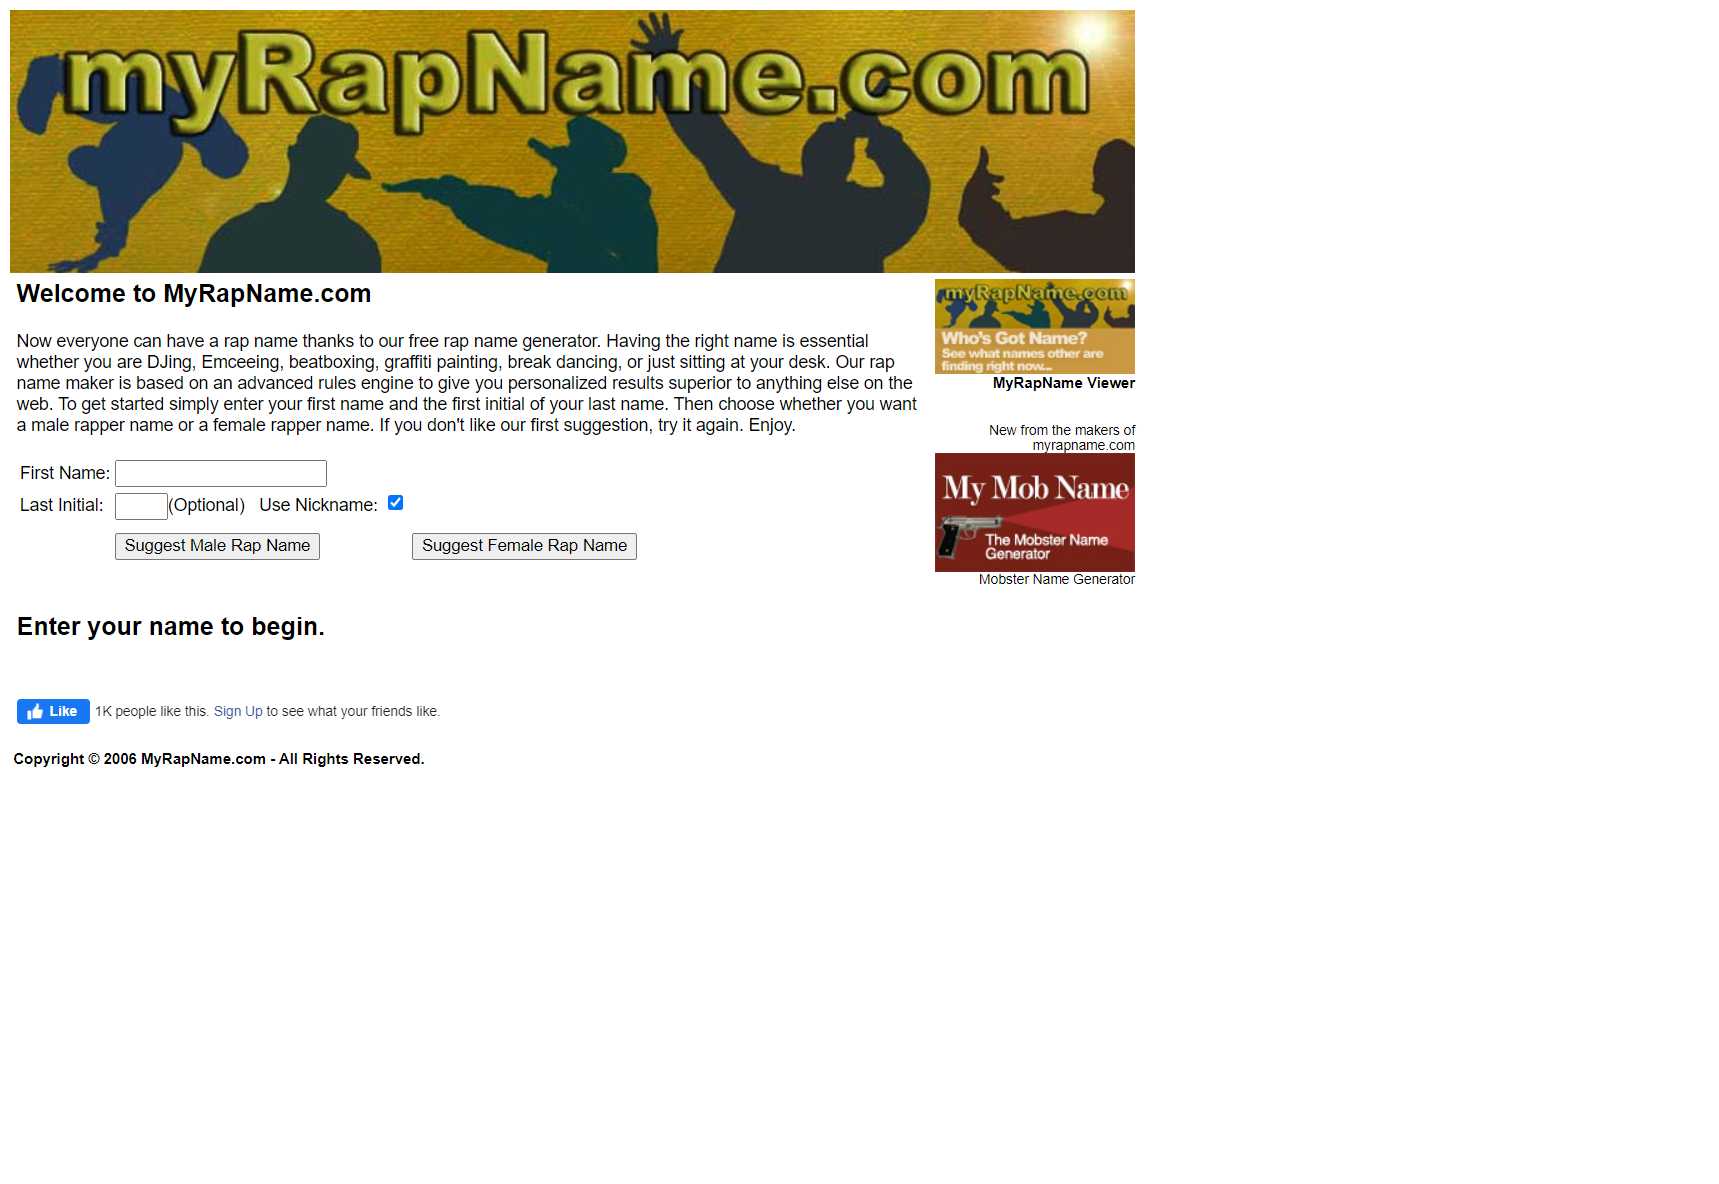 myRapName.com
Welcome to MyRapName.com
Now everyone can have a rap name thanks to our free rap name generator. Having the right name is essential
whether you are DJing, Emceeing, beatboxing, graffiti painting, break dancing, or just sitting at your desk. Our rap
name maker is based on an advanced rules engine to give you personalized results superior to anything else on the
web. To get started simply enter your first name and the first initial of your last name. Then choose whether you want
a male rapper name or a female rapper name. If you don't like our first suggestion, try it again. Enjoy.
First Name:
Last Initial: (Optional) Use Nickname:
Suggest Male Rap Name Suggest Female Rap Name
Enter your name to begin.
Like 1K people like this. Sign Up to see what your friends like.
myRapName.com
Who's Got Name?
See what names other are
finding right now...
MyRapName Viewer
New from the makers of
myrapname.com
My Mob Name
The Mobster Name
Generator
Mobster Name Generator
Copyright © 2006 MyRapName.com - All Rights Reserved.